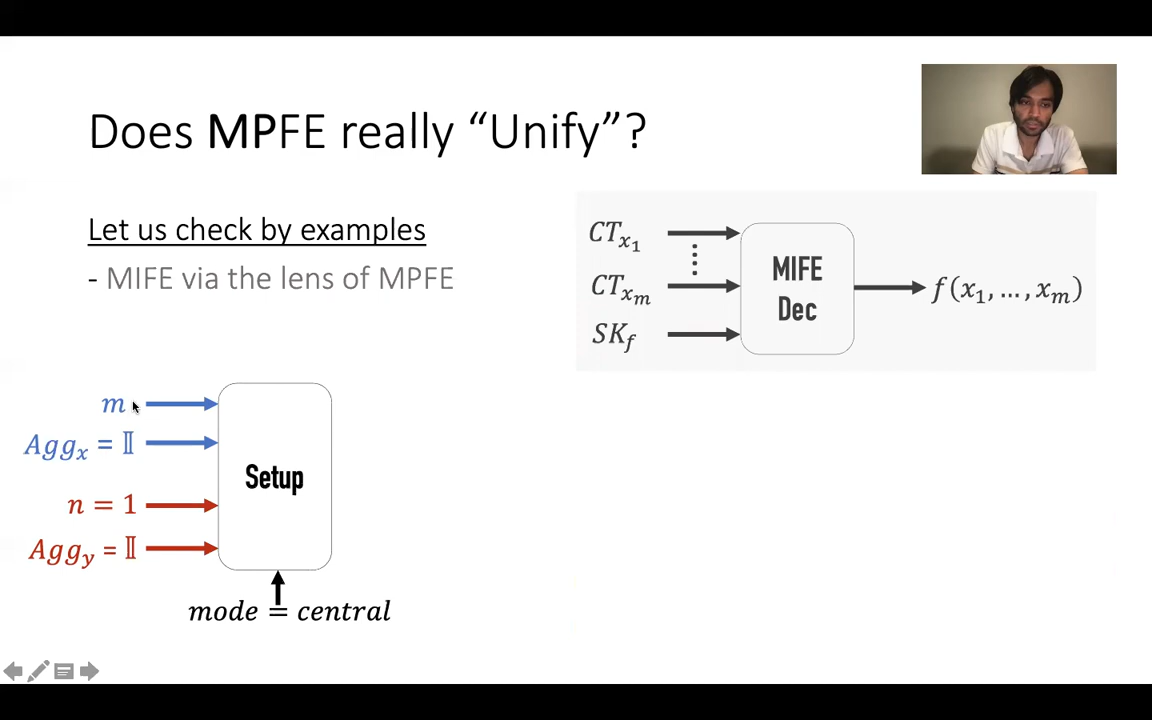 Does MPFE really “Unify”?
Let us check by examples
- MIFE via the lens of MPFE
CT_{x_1}
CT_{x_m}
SK_f
MIFE
Dec
f(x_1, …, x_m)
m
Agg_x = 𝕀
n = 1
Agg_y = 𝕀
Setup
mode = central